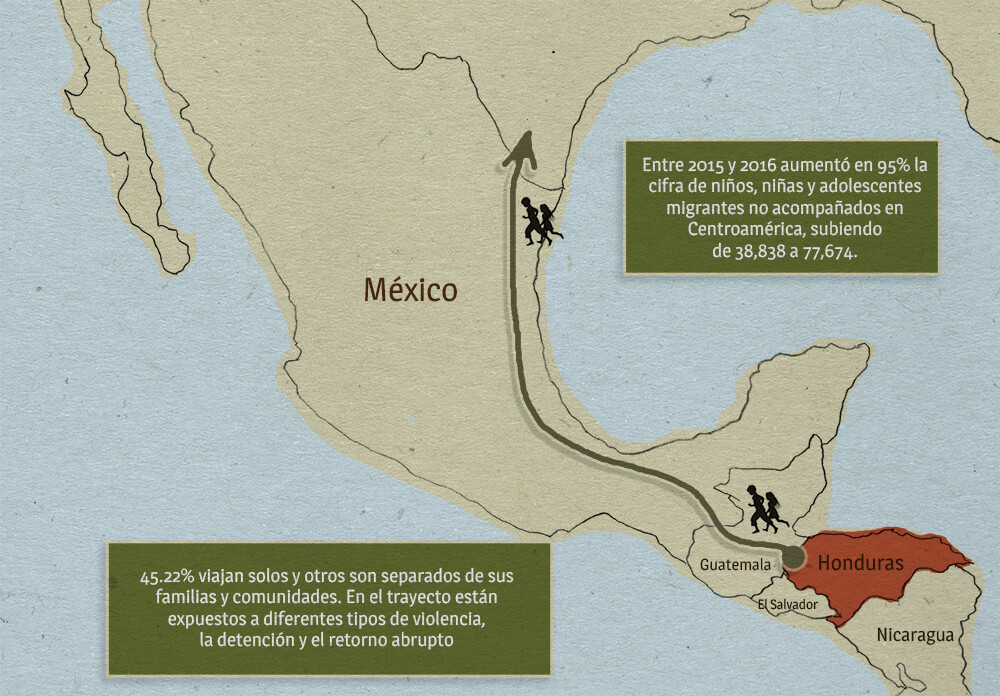 Entre 2015 y 2016 aumentó en 95% la
cifra de niños, niñas y adolescentes
migrantes no acompañados en
Centroamérica, subiendo
de 38,838 a 77,674.
México
Guatemala
Honduras
El Salvador
Nicaragua
45.22% viajan solos y otros son separados de sus
familias y comunidades. En el trayecto están
expuestos a diferentes tipos de violencia,
la detención y el retorno abrupto